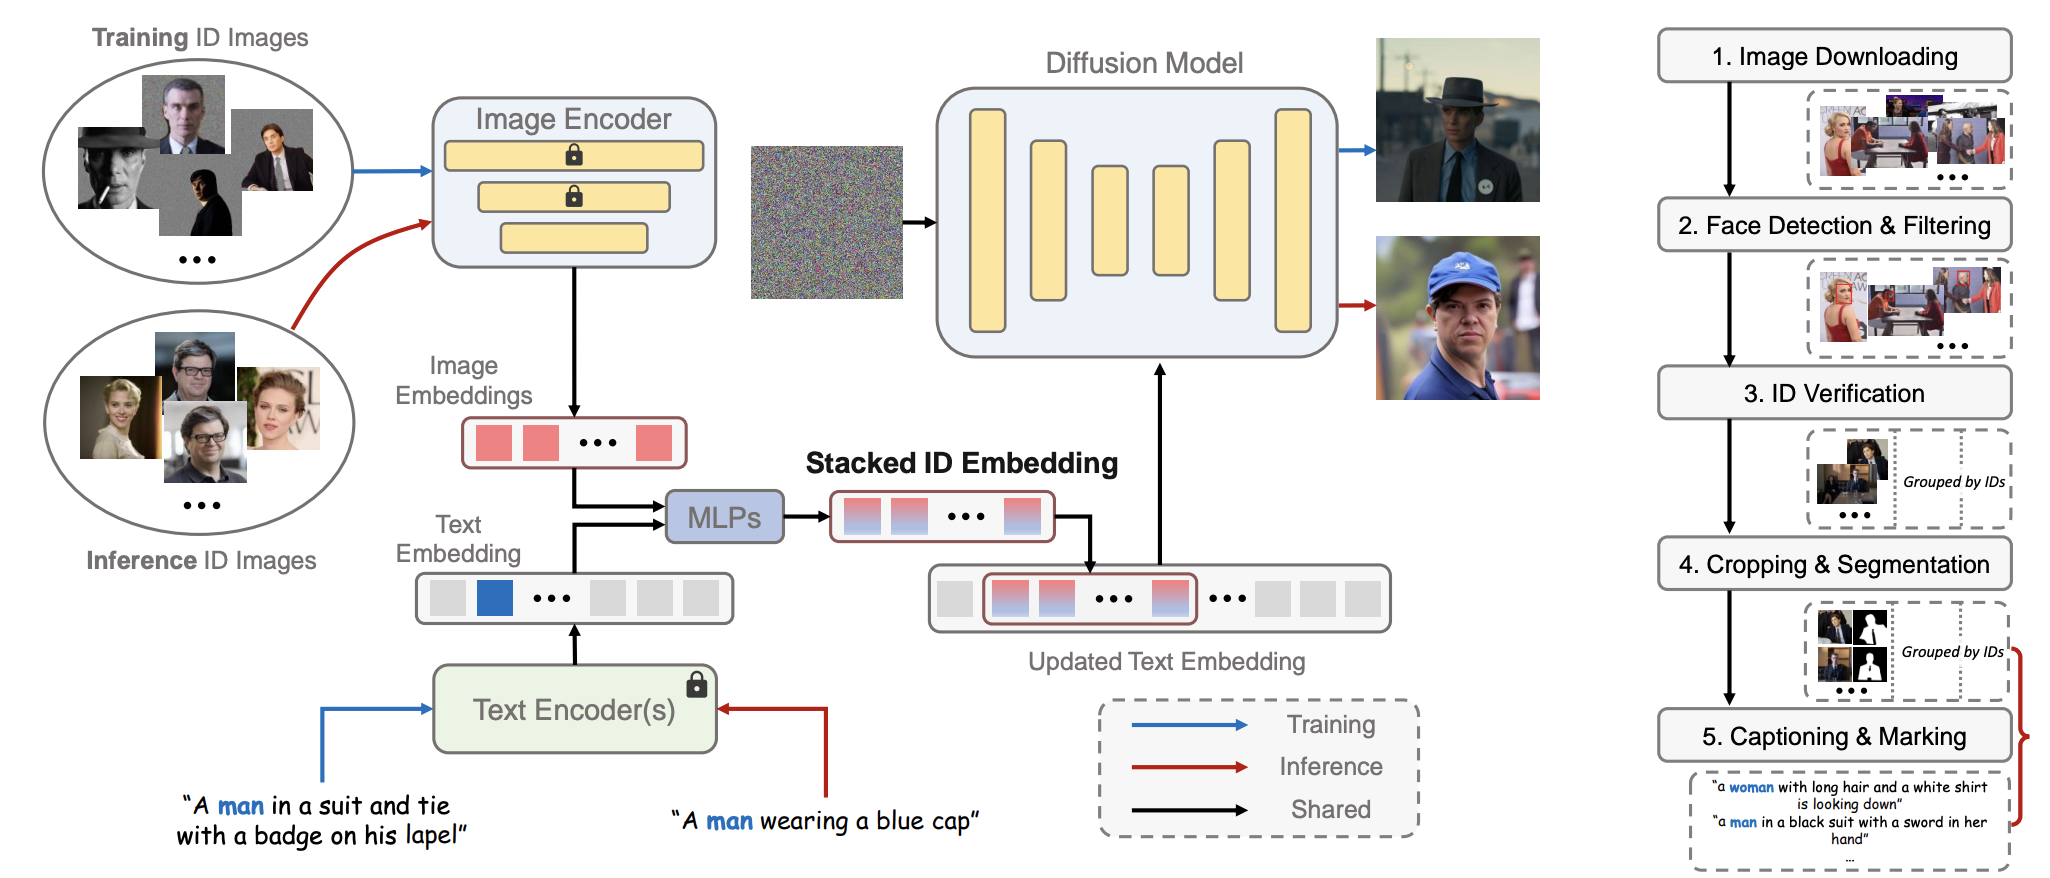 Training ID Images
Image Encoder
Diffusion Model
Image
Embeddings
Stacked ID Embedding
MLPs
Text
Embedding
Inference ID Images
Updated Text Embedding
Text Encoder(s)
“A man in a suit and tie
with a badge on his lapel”
“A man wearing a blue cap”
Training
Inference
Shared
1. Image Downloading
2. Face Detection & Filtering
3. ID Verification
Grouped by IDs
4. Cropping & Segmentation
Grouped by IDs
5. Captioning & Marking
“a woman with long hair and a white shirt
is looking down”
“a man in a black suit with a sword in her
hand”
...